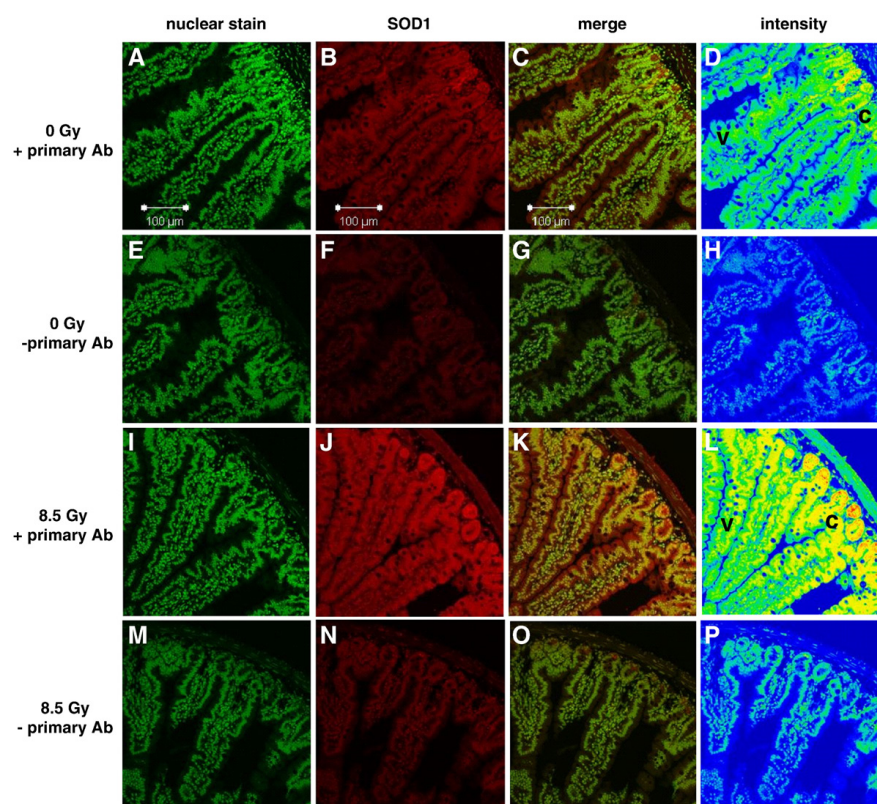 nuclear stain SOD1 merge intensity
A B C D
0 Gy
+ primary Ab
V C
100 µm 100 µm 100 µm
E F G H
0 Gy
-primary Ab
I J K L
8.5 Gy
+ primary Ab
V C
M N O P
8.5 Gy
- primary Ab